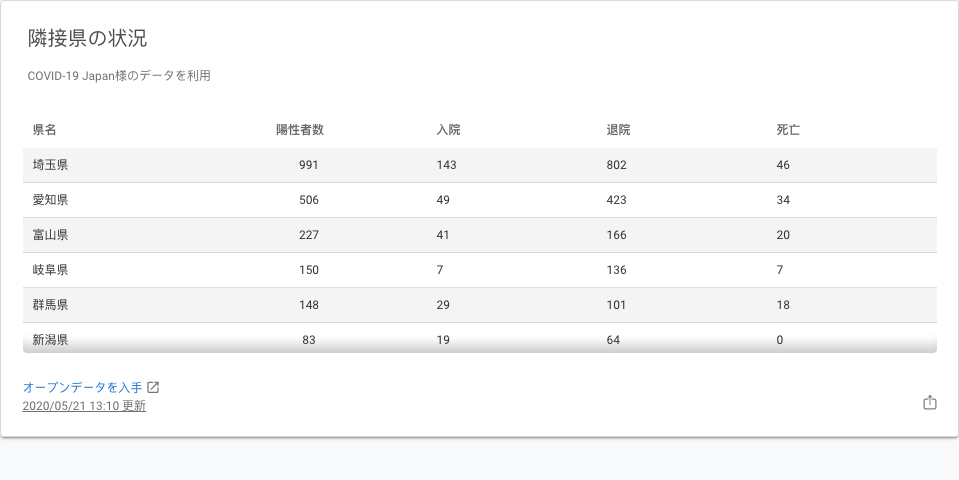 隣接県の状況
COVID-19 Japan様のデータを利用
県名 陽性者数 入院 退院 死亡
埼玉県 991 143 802 46
愛知県 506 49 423 34
富山県 227 41 166 20
岐阜県 150 7 136 7
群馬県 148 29 101 18
新潟県 83 19 64 0
オープンデータを入手
2020/05/21 13:10 更新